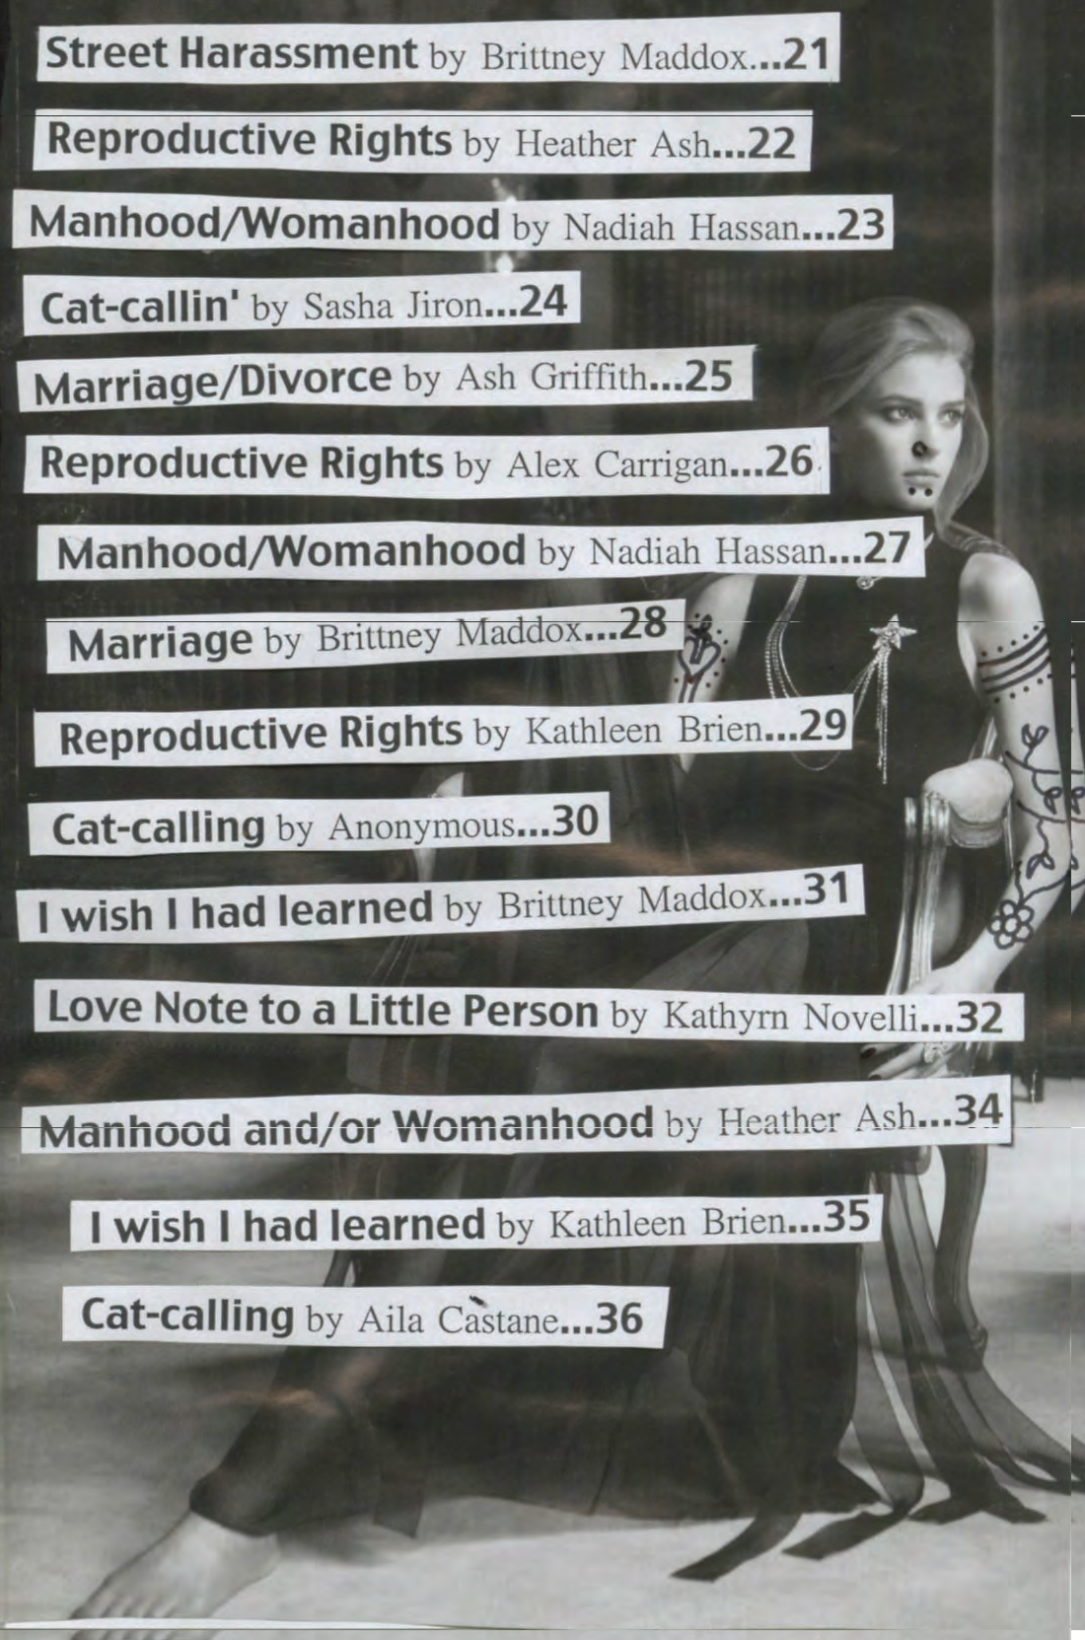 Street Harassment by Brittney Maddox...21
Reproductive Rights by Heather Ash...22
Manhood/Womanhood by Nadiah Hassan...23
Cat-callin' by Sasha Jiron...24
Marriage/Divorce by Ash Griffith...25
Reproductive Rights by Alex Carrigan...26
Manhood/Womanhood by Nadiah Hassan...27
Marriage by Brittney Maddox...28
Reproductive Rights by Kathleen Brien...29
Cat-calling by Anonymous...30
I wish I had learned by Brittney Maddox...31
Love Note to a Little Person by Kathyrn Novelli...32
Manhood and/or Womanhood by Heather Ash...34
I wish I had learned by Kathleen Brien...35
Cat-calling by Aila Castane...36